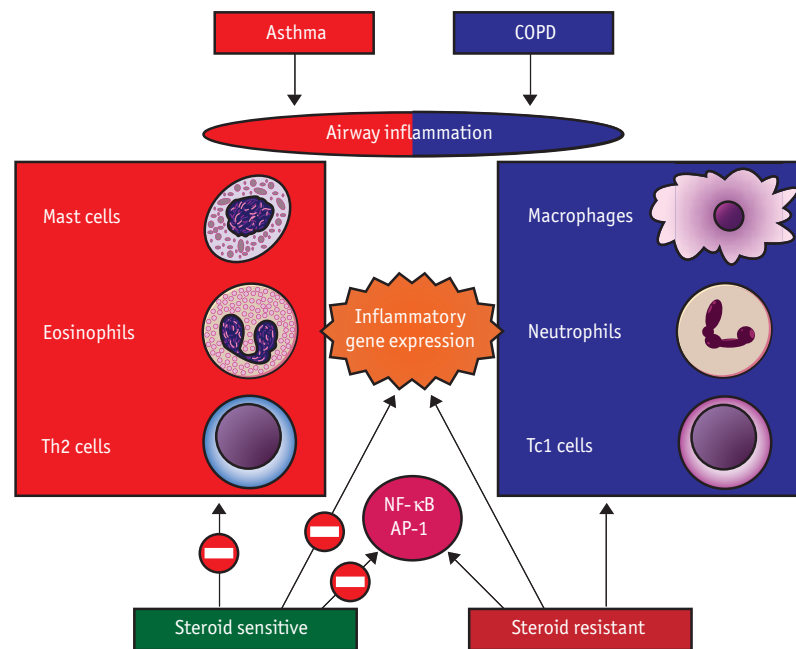 Asthma
COPD
Airway inflammation
Mast cells
Macrophages
Eosinophils
Inflammatory
gene expression
Neutrophils
Th2 cells
Tc1 cells
NF-κB
AP-1
Steroid sensitive
Steroid resistant